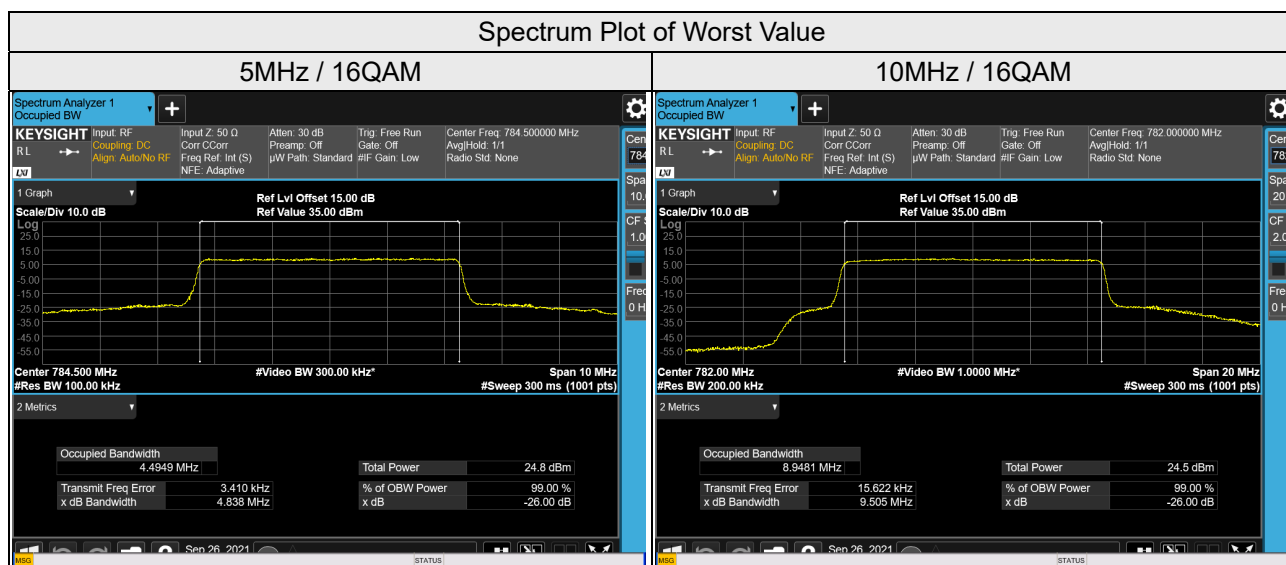 Spectrum Plot of Worst Value
5MHz / 16QAM
Spectrum Analyzer 1
Occupied BW
KEYSIGHT
RL
LXI
Input: RF
Coupling: DC
Align: Auto/No RF
Input Z: 50 Ω
Corr CCorr
Freq Ref: Int (S)
NFE: Adaptive
Atten: 30 dB
Preamp: Off
µW Path: Standard
Trig: Free Run
Gate: Off
#IF Gain: Low
Center Freq: 784.500000 MHz
Avg|Hold: 1/1
Radio Std: None
1 Graph
Scale/Div 10.0 dB
Ref Lvl Offset 15.00 dB
Ref Value 35.00 dBm
Log
25.0
15.0
5.00
-5.00
-15.0
-25.0
-35.0
-45.0
-55.0
Center 784.500 MHz
#Res BW 100.00 kHz
#Video BW 300.00 kHz*
Span 10 MHz
#Sweep 300 ms (1001 pts)
2 Metrics
Occupied Bandwidth
4.4949 MHz
Total Power 24.8 dBm
Transmit Freq Error 3.410 kHz
% of OBW Power 99.00 %
x dB Bandwidth 4.838 MHz
x dB -26.00 dB
Sep 26, 2021
MSG
STATUS
10MHz / 16QAM
Spectrum Analyzer 1
Occupied BW
KEYSIGHT
RL
LXI
Input: RF
Coupling: DC
Align: Auto/No RF
Input Z: 50 Ω
Corr CCorr
Freq Ref: Int (S)
NFE: Adaptive
Atten: 30 dB
Preamp: Off
µW Path: Standard
Trig: Free Run
Gate: Off
#IF Gain: Low
Center Freq: 782.000000 MHz
Avg|Hold: 1/1
Radio Std: None
1 Graph
Scale/Div 10.0 dB
Ref Lvl Offset 15.00 dB
Ref Value 35.00 dBm
Log
25.0
15.0
5.00
-5.00
-15.0
-25.0
-35.0
-45.0
-55.0
Center 782.00 MHz
#Res BW 200.00 kHz
#Video BW 1.0000 MHz*
Span 20 MHz
#Sweep 300 ms (1001 pts)
2 Metrics
Occupied Bandwidth
8.9481 MHz
Total Power 24.5 dBm
Transmit Freq Error 15.622 kHz
% of OBW Power 99.00 %
x dB Bandwidth 9.505 MHz
x dB -26.00 dB
Sep 26, 2021
MSG
STATUS